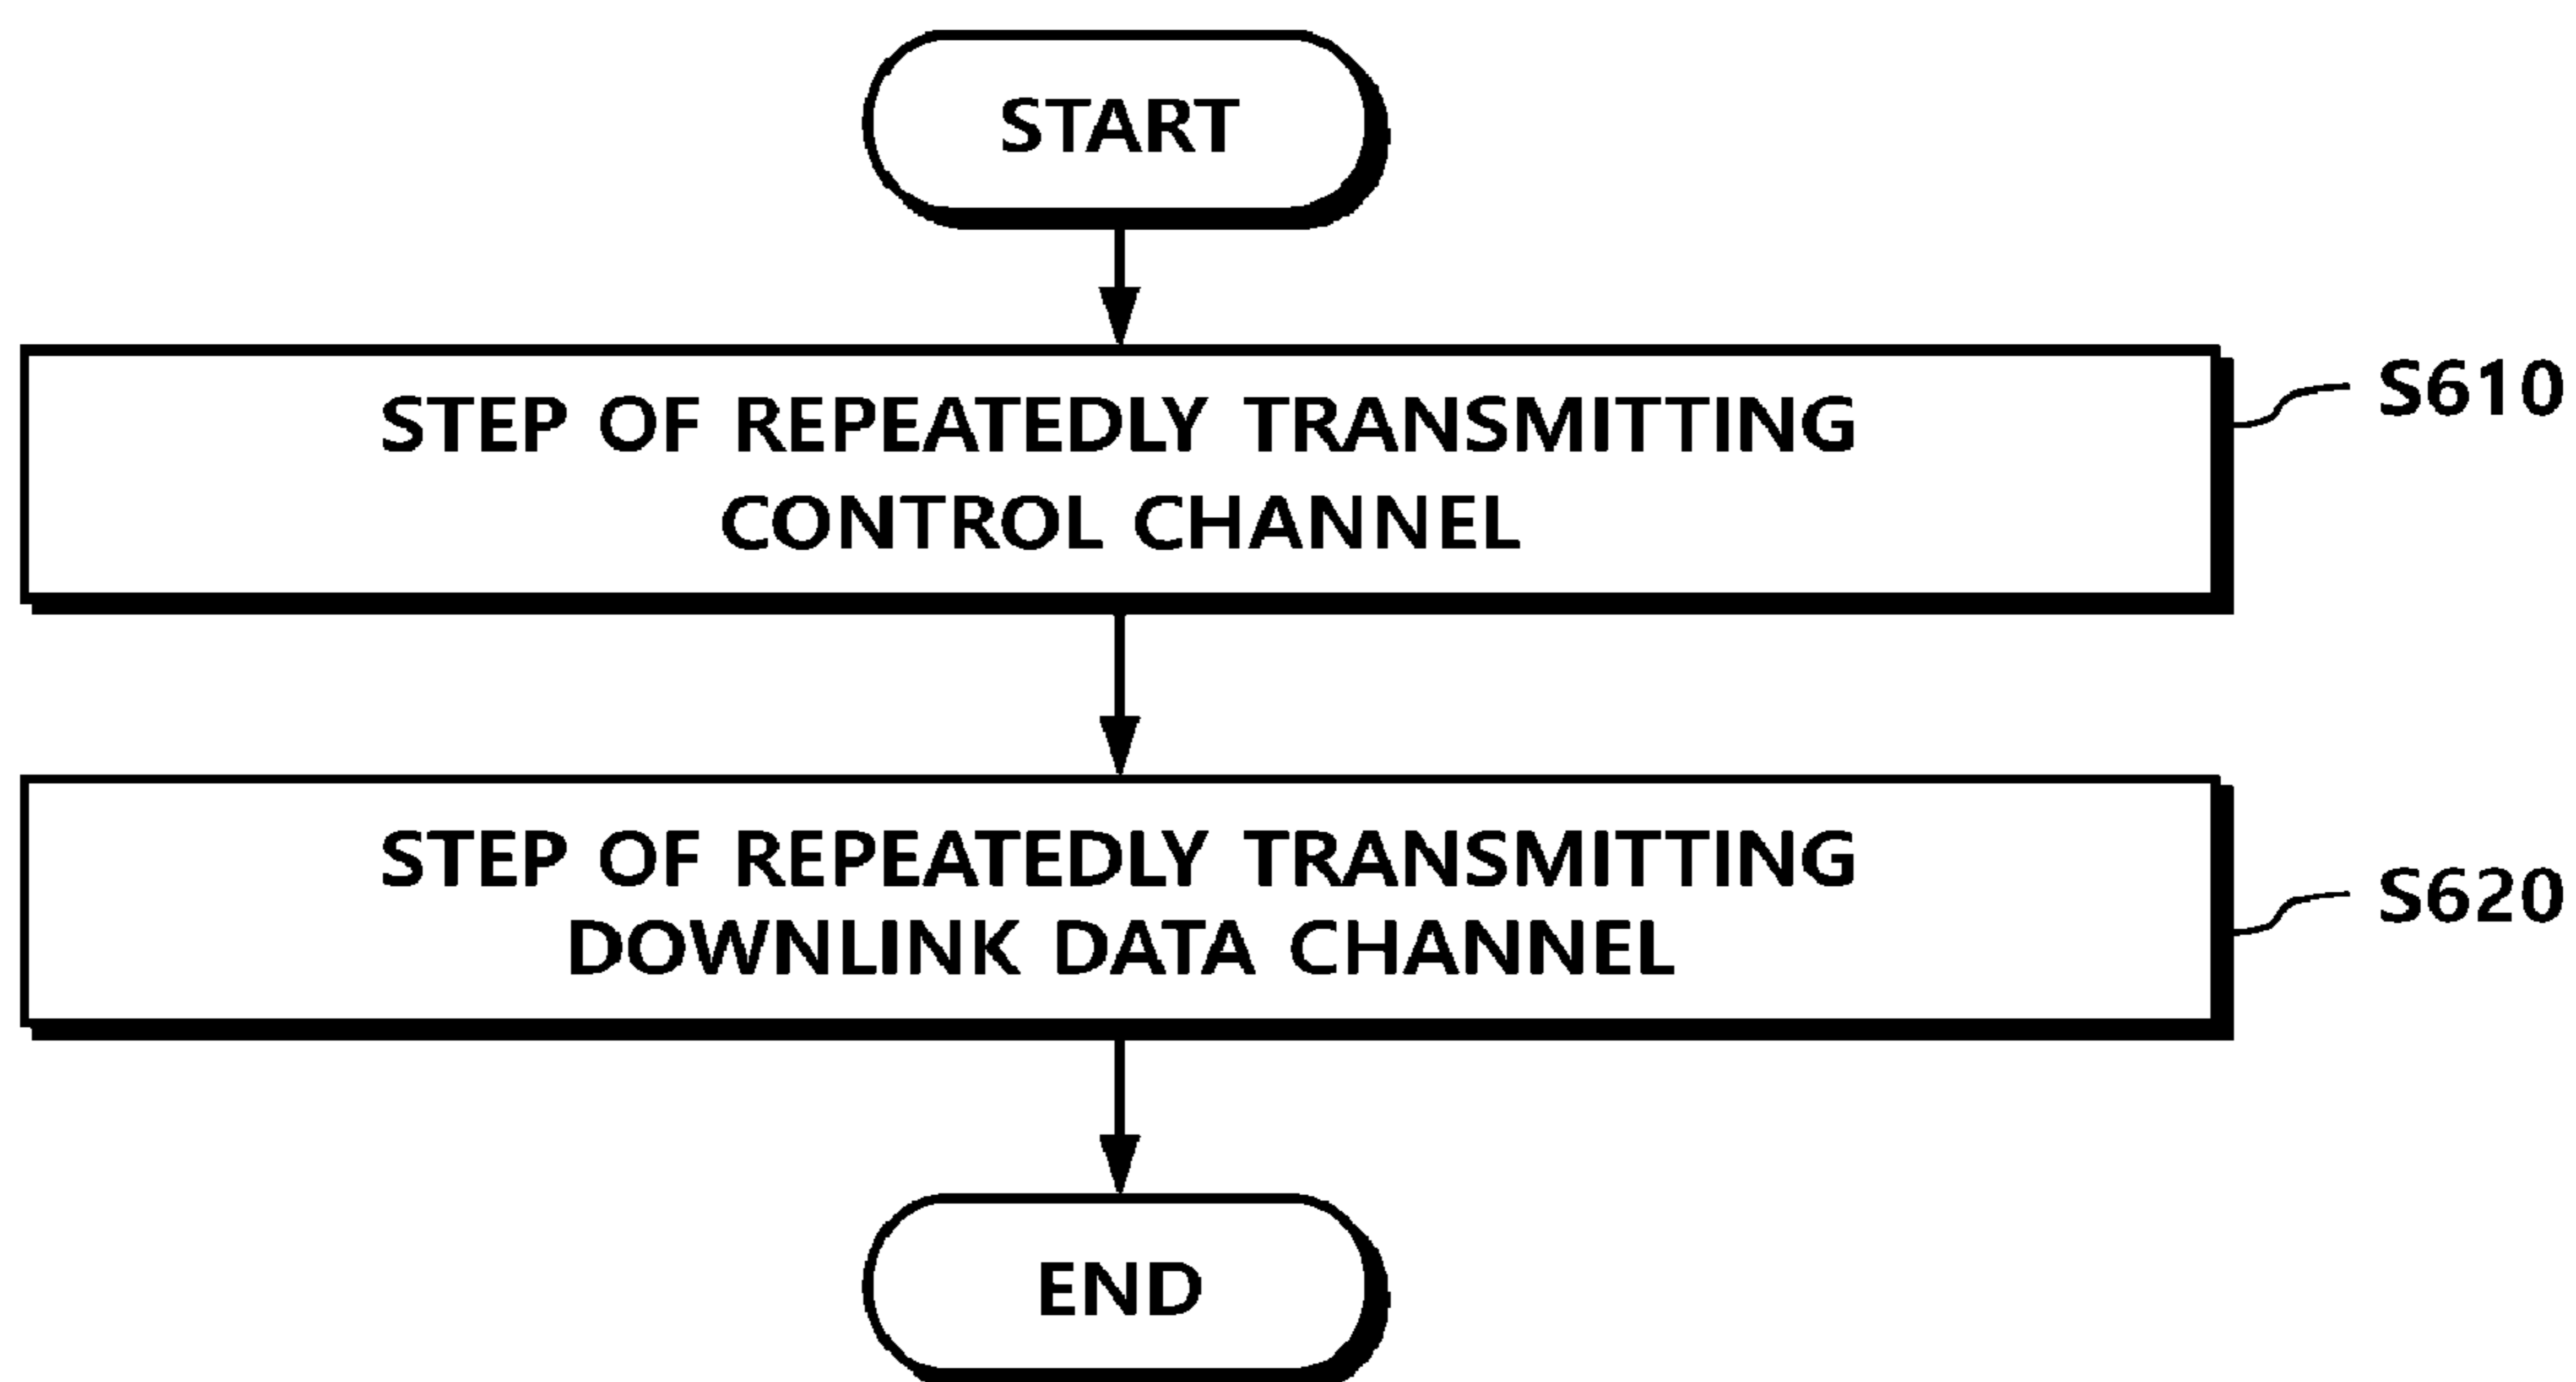 START
STEP OF REPEATEDLY TRANSMITTING
CONTROL CHANNEL
S610
STEP OF REPEATEDLY TRANSMITTING
DOWNLINK DATA CHANNEL
S620
END